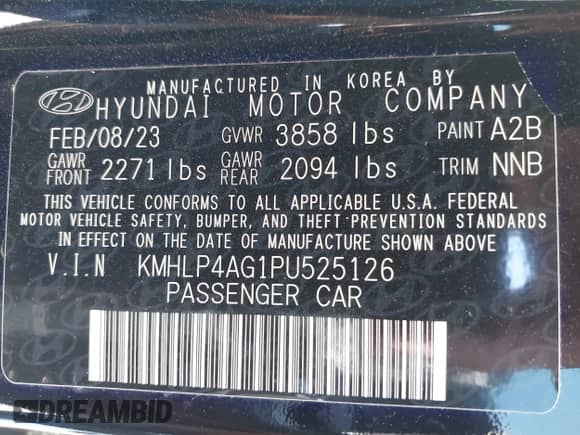 MANUFACTURED IN KOREA BY
HYUNDAI MOTOR COMPANY
FEB/08/23 GVWR 3858 lbs PAINT A2B
GAWR FRONT 2271 lbs GAWR REAR 2094 lbs TRIM NNB
THIS VEHICLE CONFORMS TO ALL APPLICABLE U.S.A. FEDERAL
MOTOR VEHICLE SAFETY, BUMPER, AND THEFT PREVENTION STANDARDS
IN EFFECT ON THE DATE OF MANUFACTURE SHOWN ABOVE
V.I.N KMHLP4AG1PU525126
PASSENGER CAR
DREAMBID